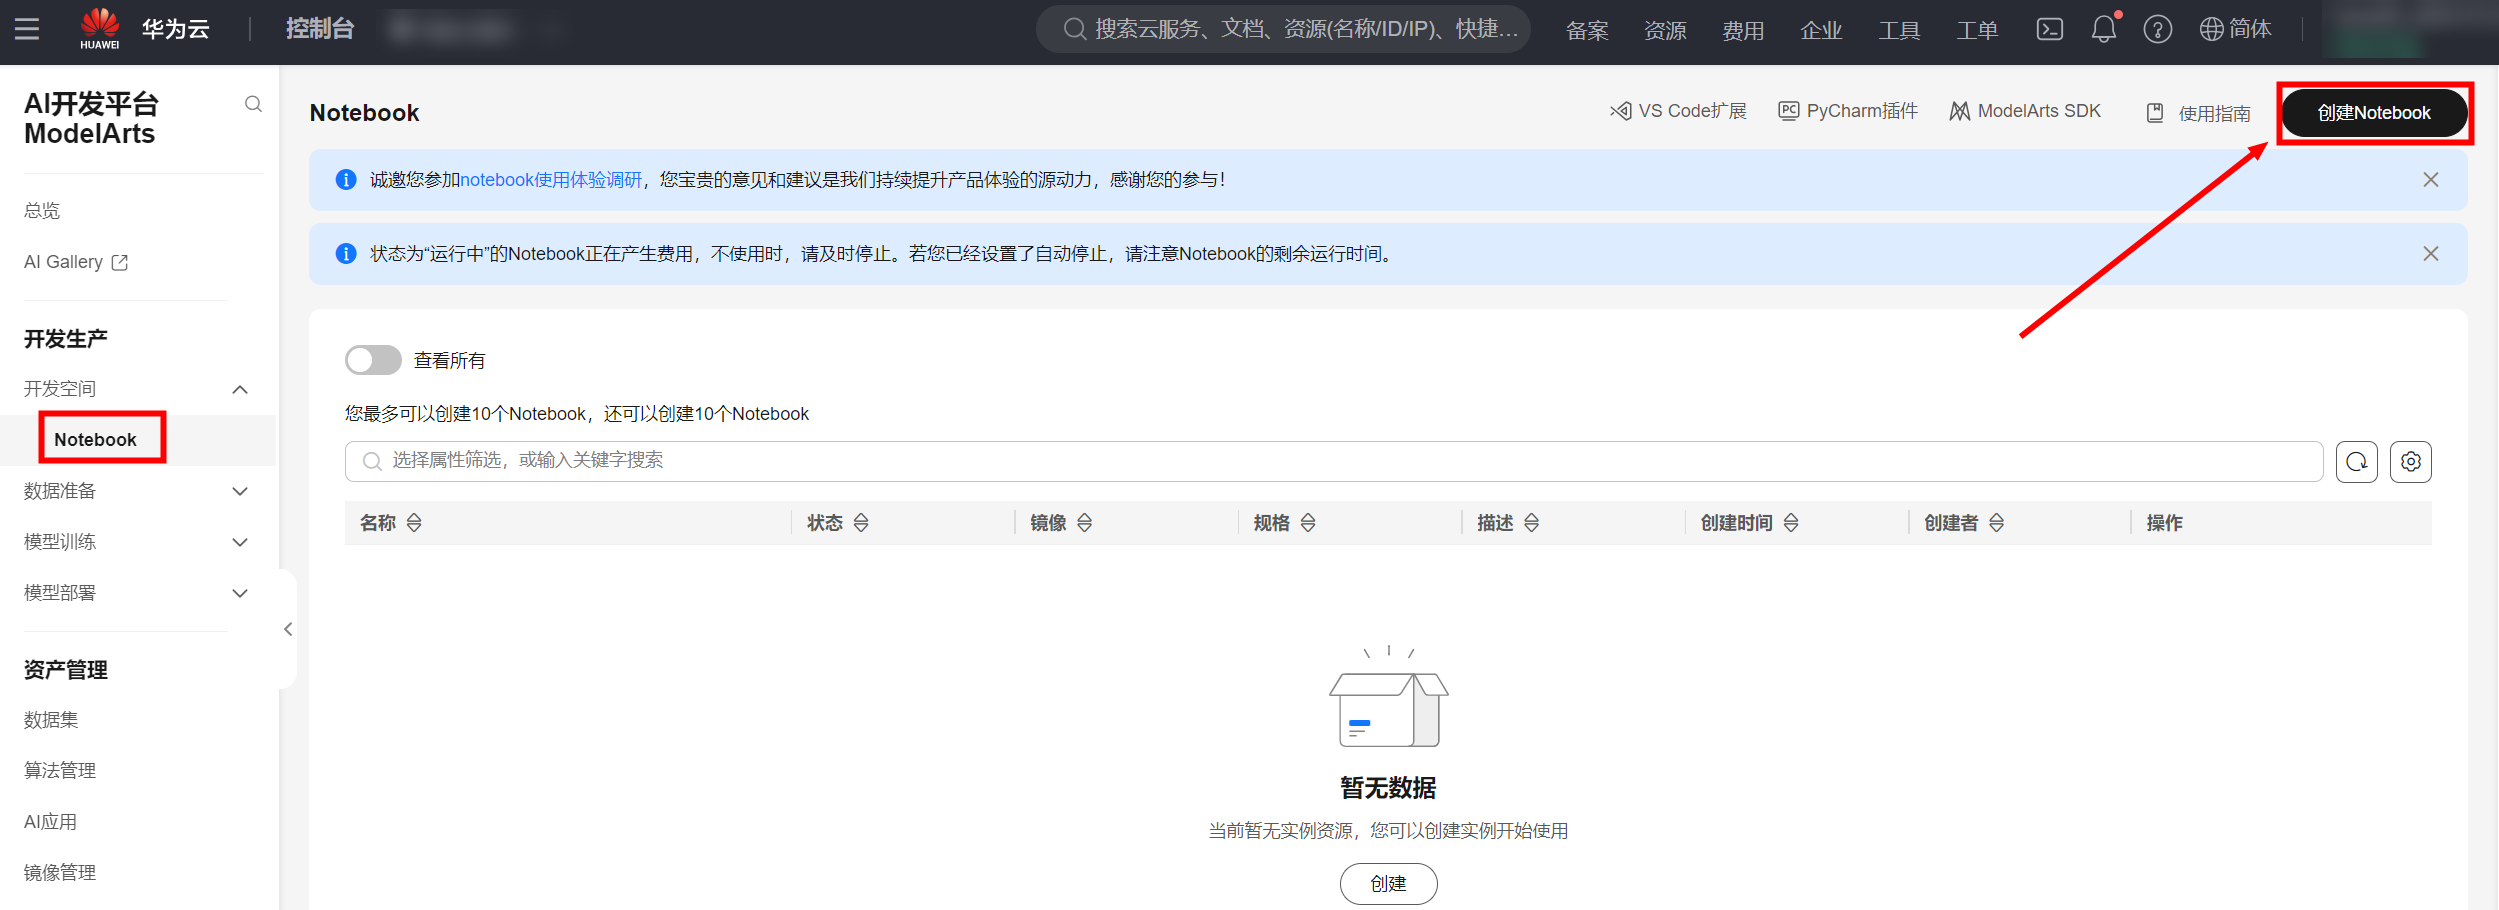 HUAWEI
华为云
控制台
搜索云服务、文档、资源(名称/ID/IP)、快捷...
备案
资源
费用
企业
工具
工单
简体
AI开发平台
ModelArts
总览
AI Gallery
开发生产
开发空间
Notebook
数据准备
模型训练
模型部署
资产管理
数据集
算法管理
AI应用
镜像管理
Notebook
VS Code扩展
PC PyCharm插件
ModelArts SDK
使用指南
创建Notebook
诚邀您参加notebook使用体验调研，您宝贵的意见和建议是我们持续提升产品体验的源动力，感谢您的参与！
状态为“运行中”的Notebook正在产生费用，不使用时，请及时停止。若您已经设置了自动停止，请注意Notebook的剩余运行时间。
查看所有
您最多可以创建10个Notebook，还可以创建10个Notebook
选择属性筛选，或输入关键字搜索
名称
状态
镜像
规格
描述
创建时间
创建者
操作
暂无数据
当前暂无实例资源，您可以创建实例开始使用
创建